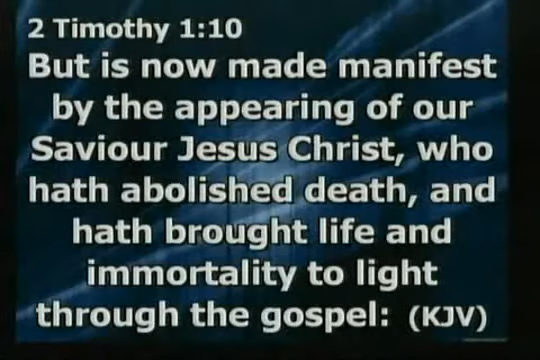 2 Timothy 1:10
But is now made manifest
by the appearing of our
Saviour Jesus Christ, who
hath abolished death, and
hath brought life and
immortality to light
through the gospel: (KJV)